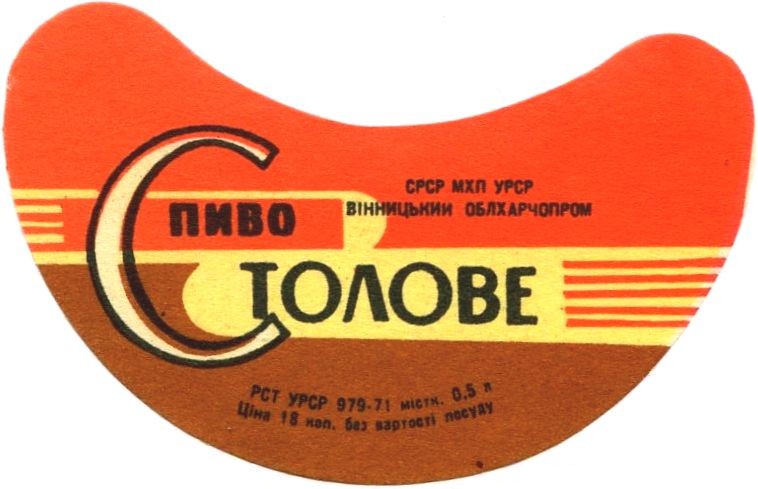 СРСР МХП УРСР
ВІННИЦЬКИЙ ОБЛХАРЧОПРОМ
ПИВО
СТОЛОВЕ
РСТ УРСР 979-71 містк. 0,5 л
Ціна 18 коп. без вартості посуду